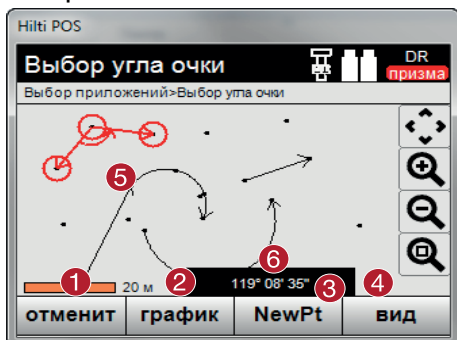 Hilti POS
Выбор угла очки
DR
призма
Выбор приложений>Выбор угла очки
5
6
1
20 м
2
119° 08' 35"
3
4
отменит
график
NewPt
вид